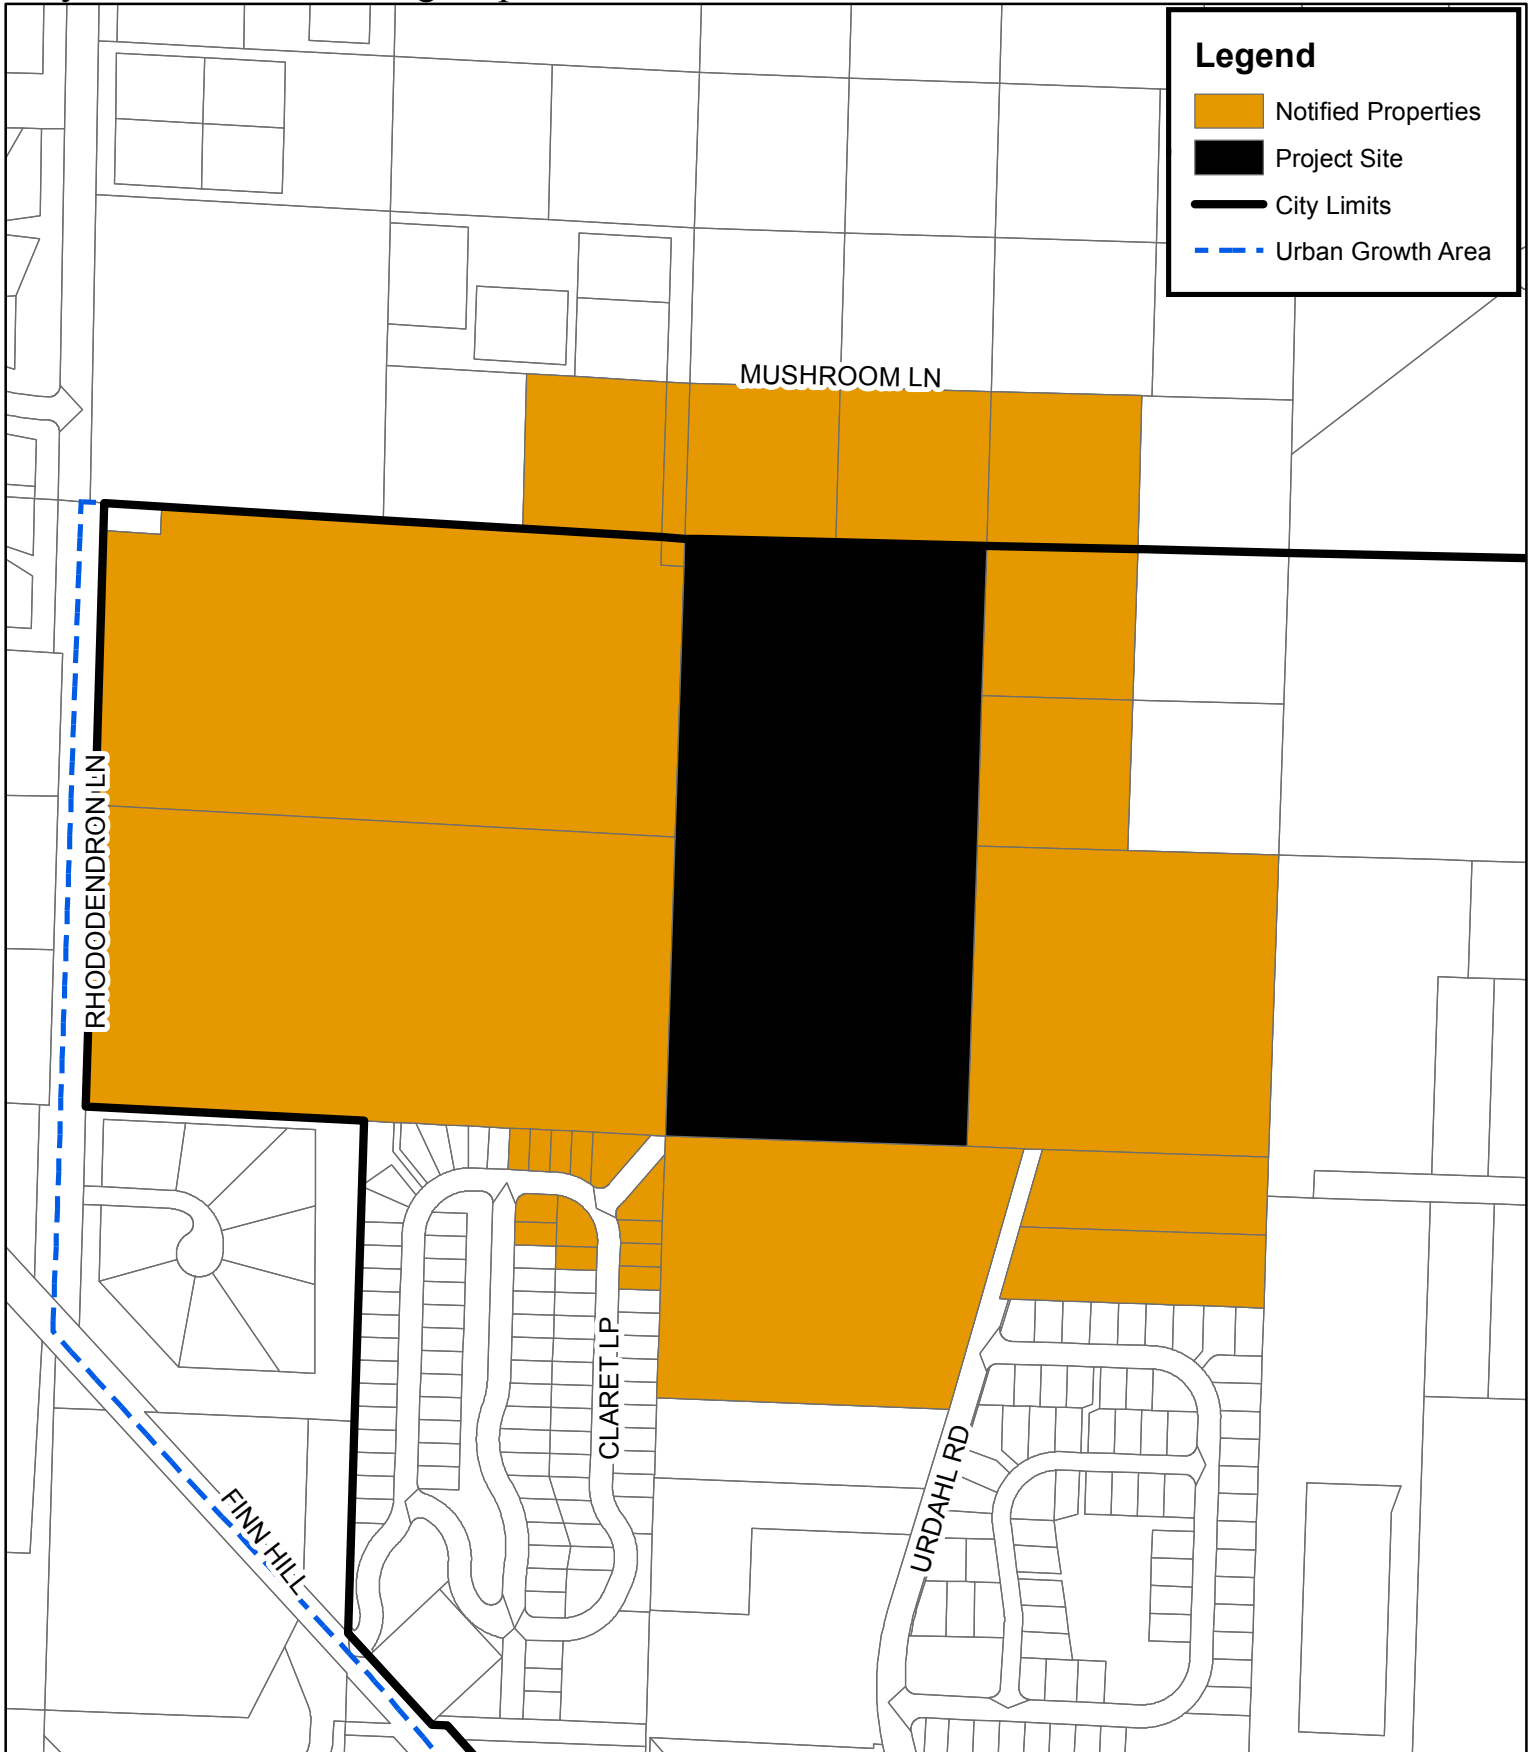 Legend
Notified Properties
Project Site
City Limits
Urban Growth Area
MUSHROOM LN
RHODODENDRON LN
CLARET LP
URDAHL RD
FINN HILL